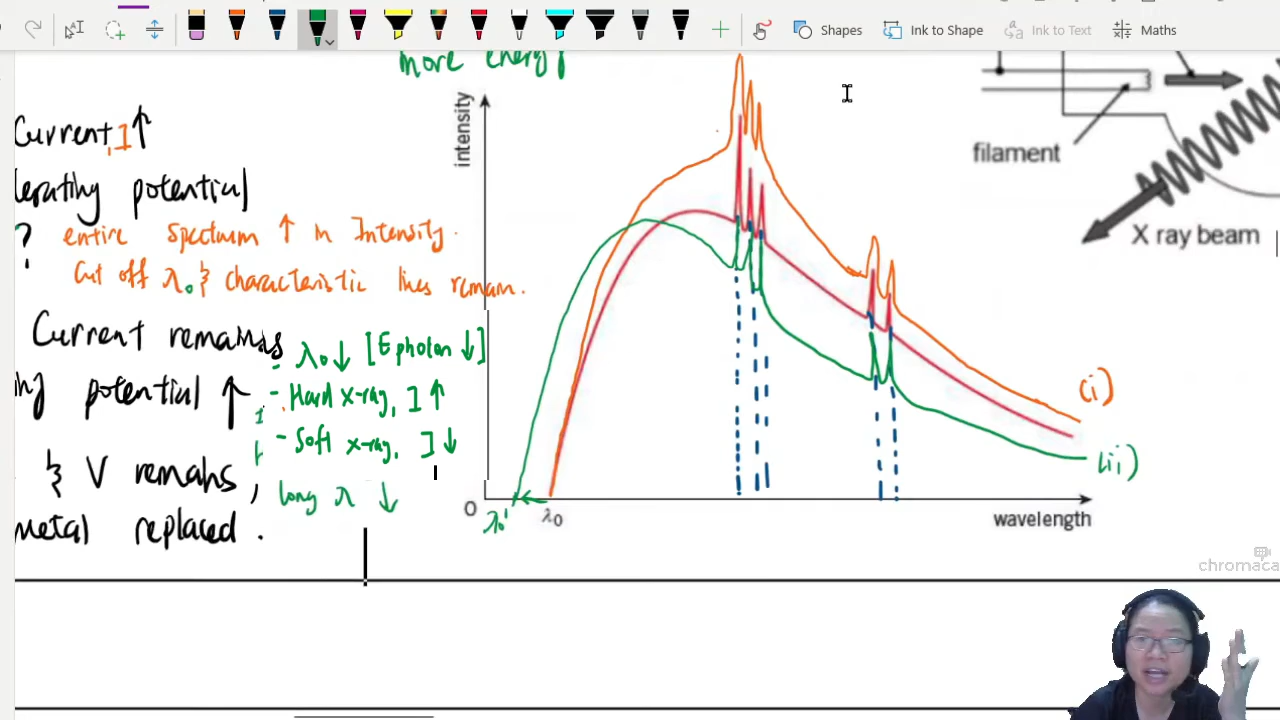 Shapes
Ink to Shape
Ink to Text
Maths
more energy
Current, I ↑
lerating potential
? entire spectrum ↑ in Intensity.
Cut off λ₀ & characteristic lines remain.
Current remains
- λ₀ ↓ [Ephoton ↓]
potential ↑
- Hard x-ray, I ↑
- Soft x-ray, I ↓
& V remains,
long λ ↓
metal replaced.
intensity
0
λ₀'
λ₀
wavelength
(i)
(ii)
filament
X ray beam
chromaca